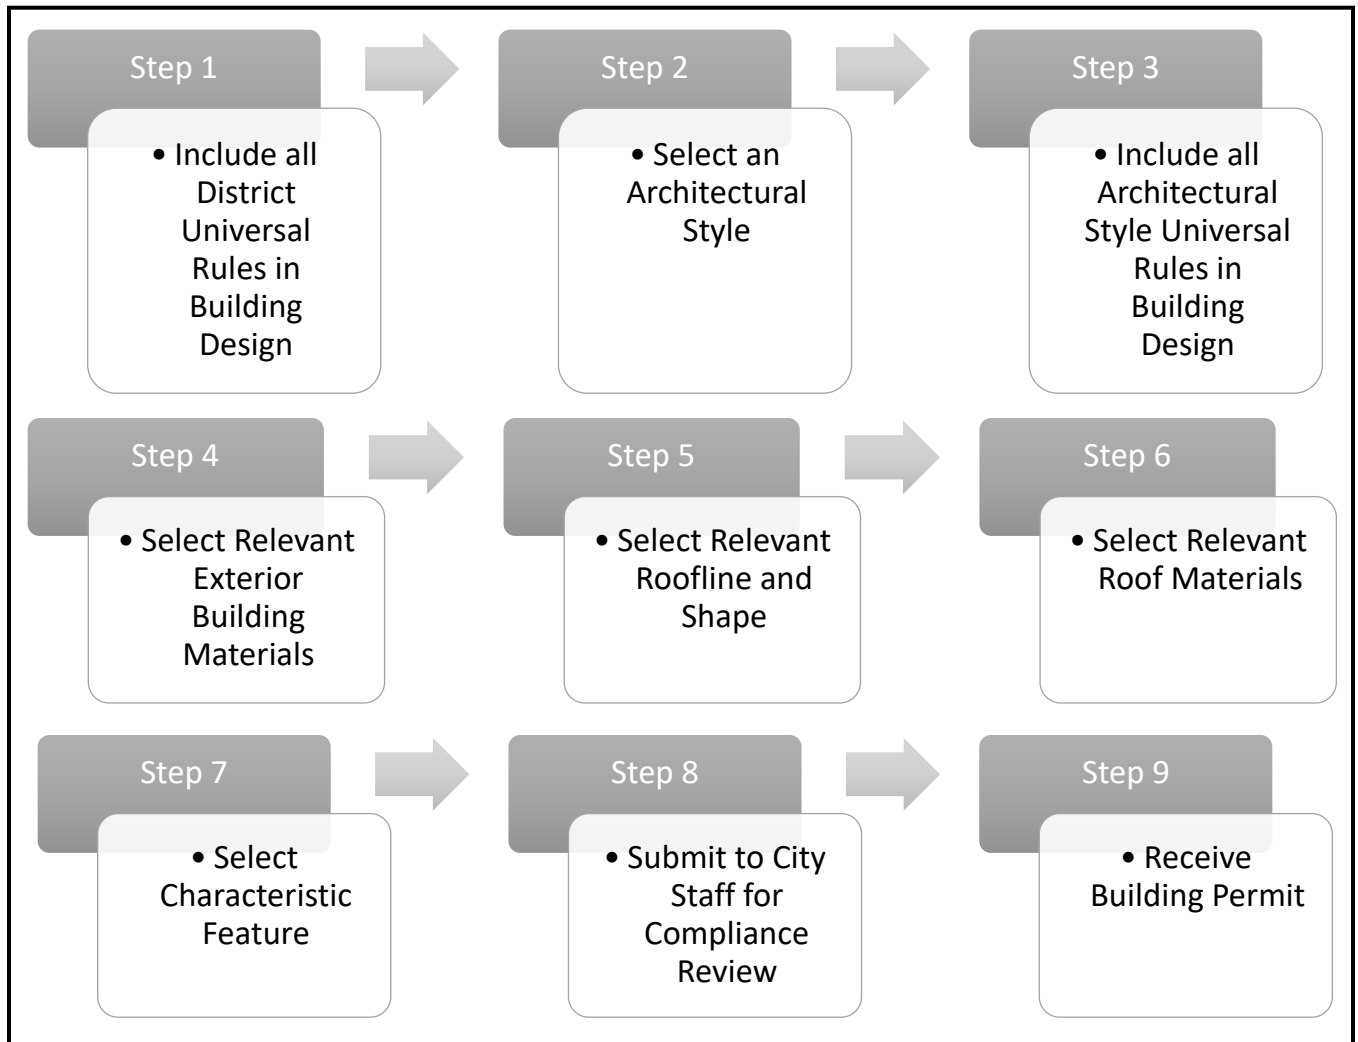 Step 1
• Include all
District
Universal
Rules in
Building
Design
Step 2
• Select an
Architectural
Style
Step 3
• Include all
Architectural
Style Universal
Rules in
Building
Design
Step 4
• Select Relevant
Exterior
Building
Materials
Step 5
• Select Relevant
Roofline and
Shape
Step 6
• Select Relevant
Roof Materials
Step 7
• Select
Characteristic
Feature
Step 8
• Submit to City
Staff for
Compliance
Review
Step 9
• Receive
Building Permit